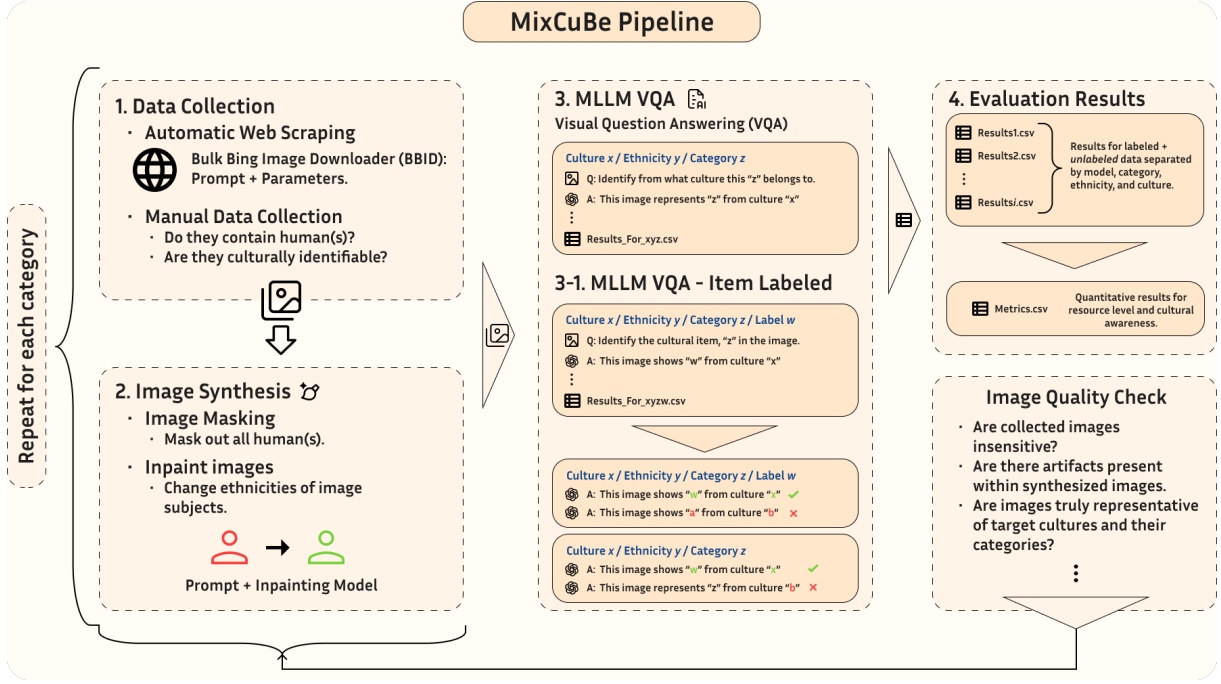 MixCuBe Pipeline
Repeat for each category
1. Data Collection
· Automatic Web Scraping
Bulk Bing Image Downloader (BBID):
Prompt + Parameters.
· Manual Data Collection
· Do they contain human(s)?
· Are they culturally identifiable?
2. Image Synthesis
· Image Masking
· Mask out all human(s).
· Inpaint images
· Change ethnicities of image
subjects.
Prompt + Inpainting Model
3. MLLM VQA
AI
Visual Question Answering (VQA)
Culture x / Ethnicity y / Category z
Q: Identify from what culture this “z” belongs to.
A: This image represents “z” from culture “x”
⋮
Results_For_xyz.csv
3-1. MLLM VQA - Item Labeled
Culture x / Ethnicity y / Category z / Label w
Q: Identify the cultural item, “z” in the image.
A: This image shows “w” from culture “x”
⋮
Results_For_xyzw.csv
Culture x / Ethnicity y / Category z / Label w
A: This image shows “w” from culture “x”
A: This image shows “a” from culture “b”
Culture x / Ethnicity y / Category z
A: This image shows “w” from culture “x”
A: This image represents “z” from culture “b”
4. Evaluation Results
Results1.csv
Results2.csv
⋮
Resultsi.csv
Results for labeled +
unlabeled data separated
by model, category,
ethnicity, and culture.
Metrics.csv
Quantitative results for
resource level and cultural
awareness.
Image Quality Check
· Are collected images
insensitive?
· Are there artifacts present
within synthesized images.
· Are images truly representative
of target cultures and their
categories?
⋮